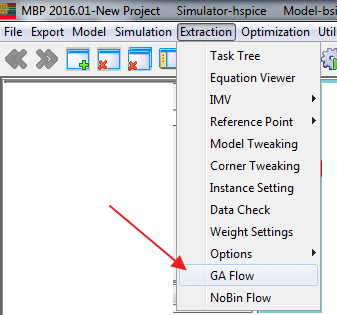 MBP 2016.01-New Project Simulator-hspice Model-bsi
File Export Model Simulation Extraction Optimization Util
Task Tree
Equation Viewer
IMV
Reference Point
Model Tweaking
Corner Tweaking
Instance Setting
Data Check
Weight Settings
Options
GA Flow
NoBin Flow